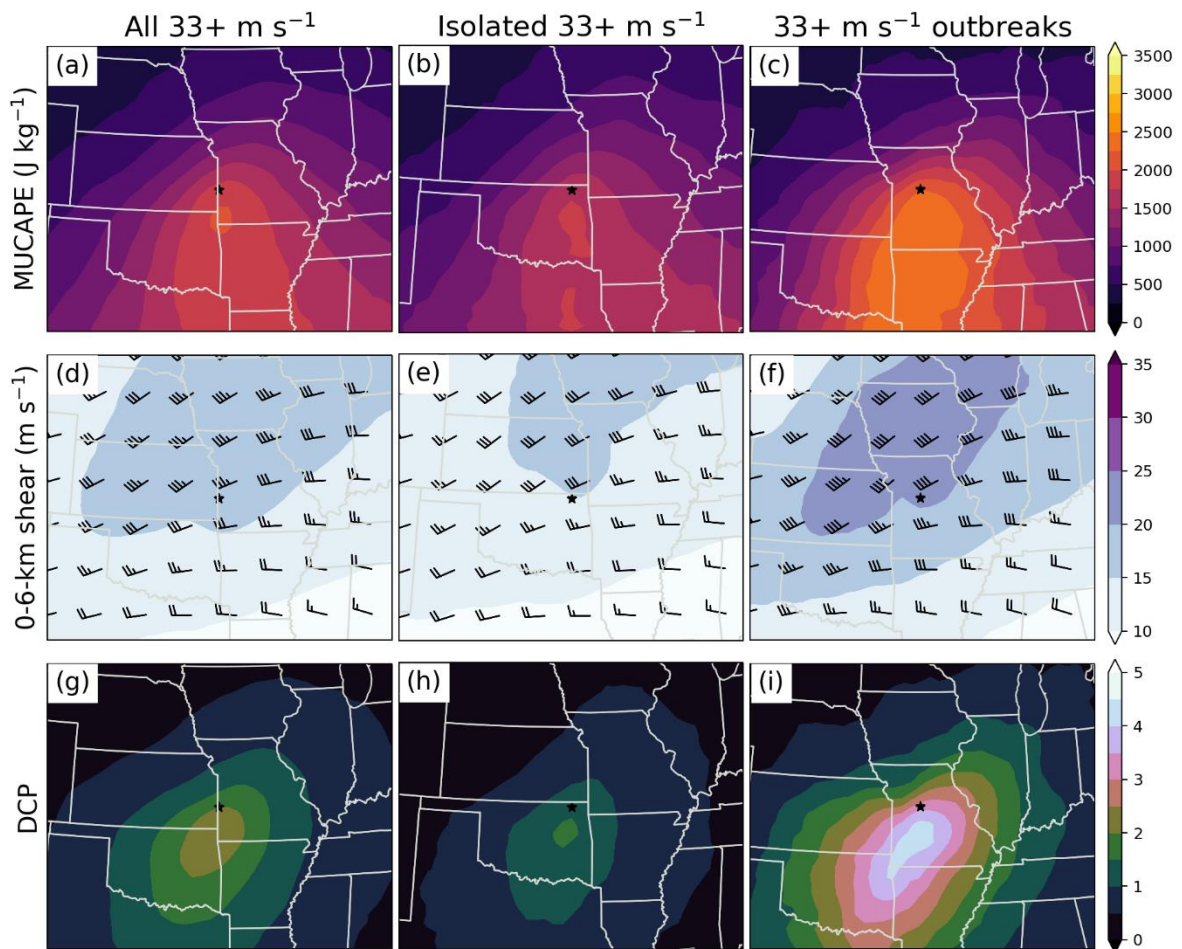 All 33+ m s⁻¹
Isolated 33+ m s⁻¹
33+ m s⁻¹ outbreaks
MUCAPE (J kg⁻¹)
(a)
(b)
(c)
3500
3000
2500
2000
1500
1000
500
0
0-6-km shear (m s⁻¹)
(d)
(e)
(f)
35
30
25
20
15
10
DCP
(g)
(h)
(i)
5
4
3
2
1
0